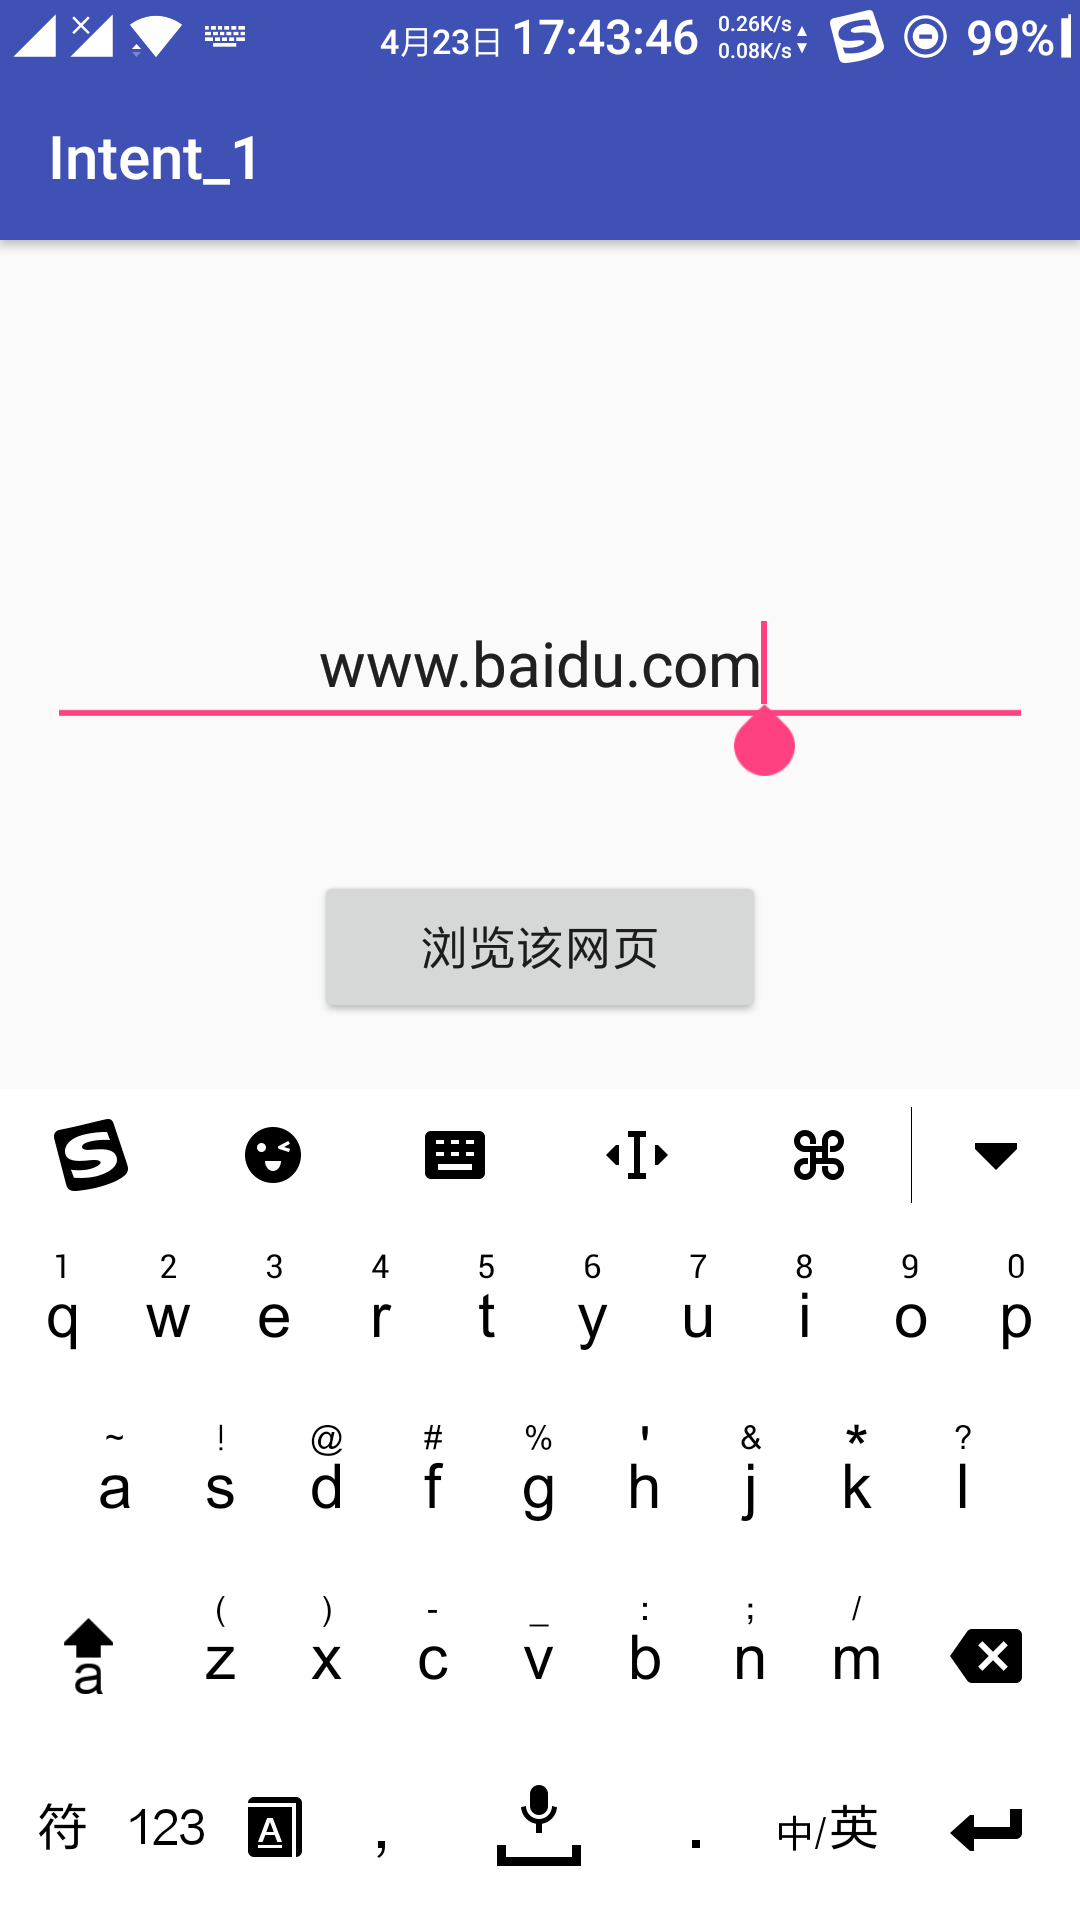 4月23日 17:43:46 0.26K/s 99%
0.08K/s
Intent_1
www.baidu.com
浏览该网页
1 2 3 4 5 6 7 8 9 0
q w e r t y u i o p
~ ! @ # % ' & * ?
a s d f g h j k l
( ) - _ : ; /
a z x c v b n m
符 123 A , . 中/英